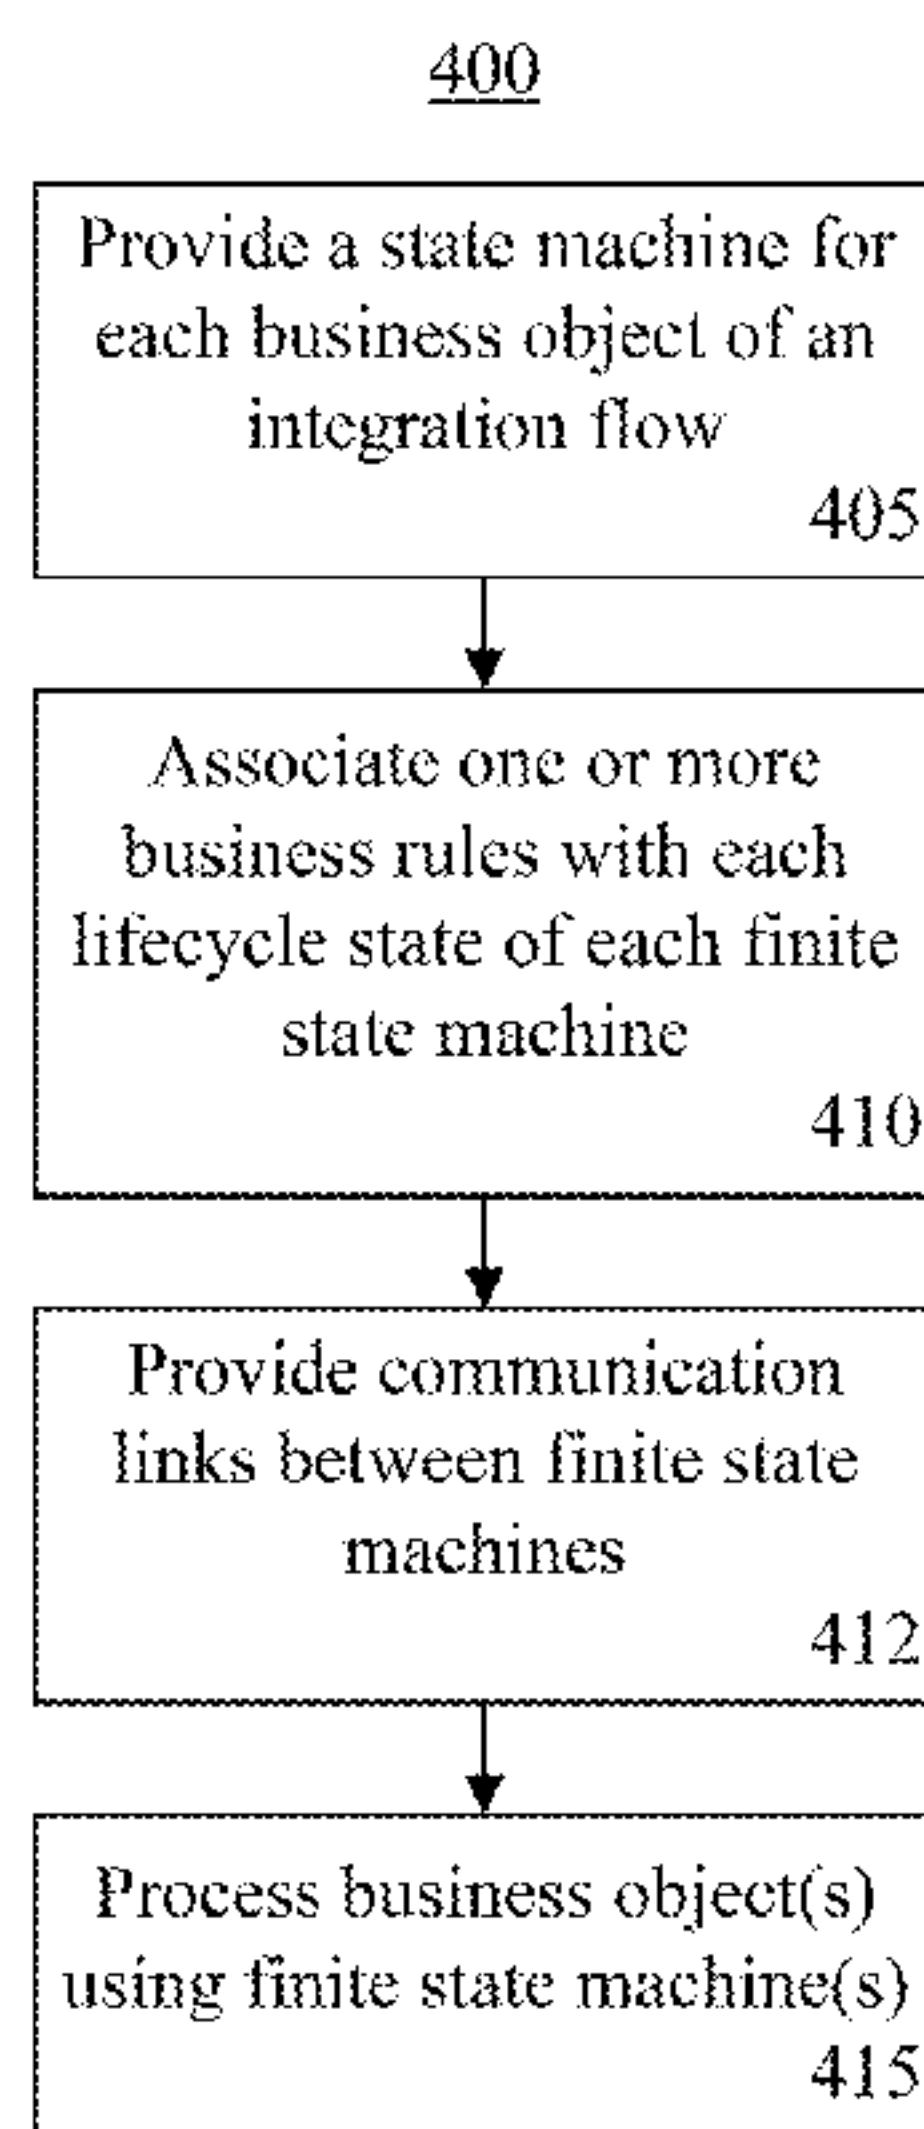 400
Provide a state machine for
each business object of an
integration flow
405
Associate one or more
business rules with each
lifecycle state of each finite
state machine
410
Provide communication
links between finite state
machines
412
Process business object(s)
using finite state machine(s)
415